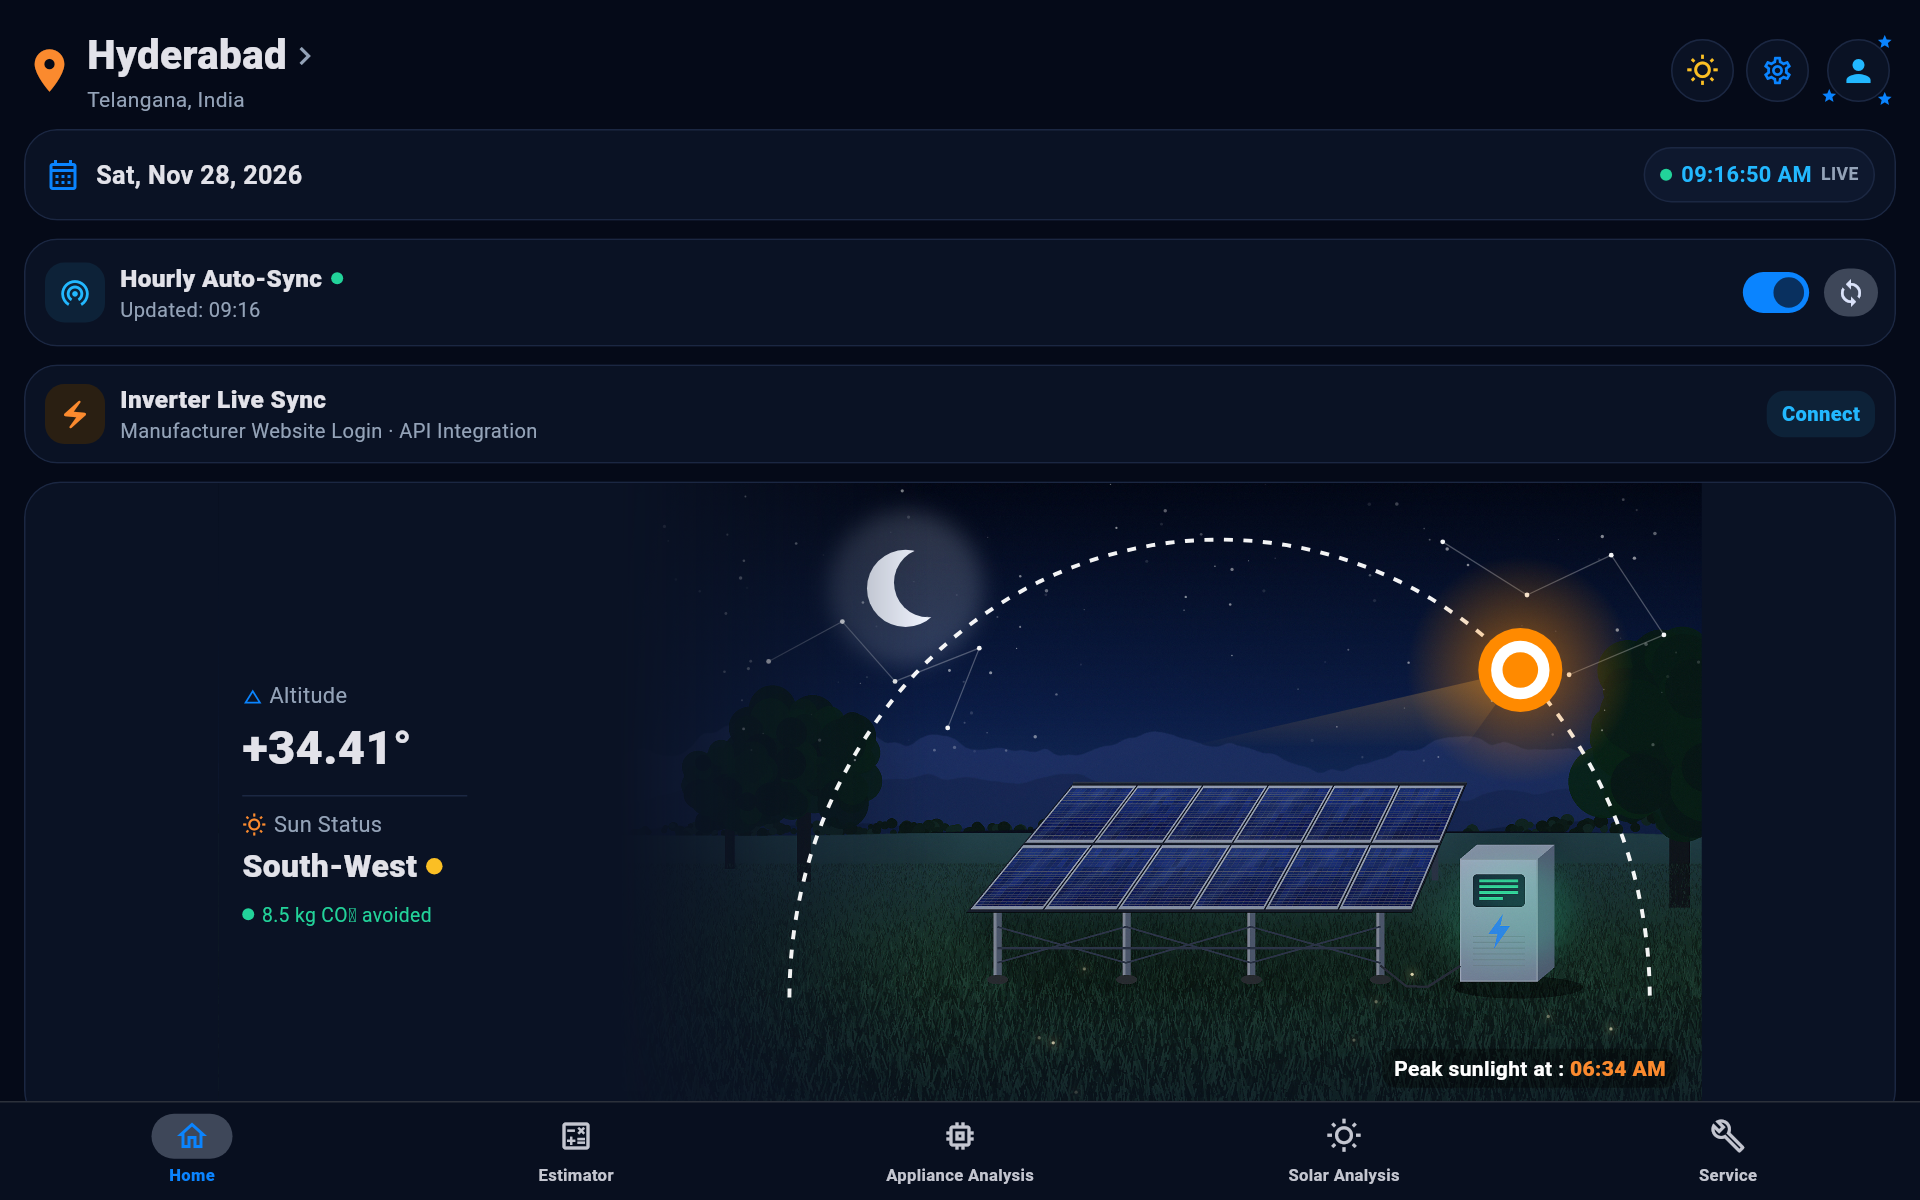 Hyderabad
Telangana, India
Sat, Nov 28, 2026
09:16:50 AM LIVE
Hourly Auto-Sync
Updated: 09:16
Inverter Live Sync
Manufacturer Website Login · API Integration
Connect
Altitude
+34.41°
Sun Status
South-West
8.5 kg CO▯ avoided
Peak sunlight at : 06:34 AM
Home
Estimator
Appliance Analysis
Solar Analysis
Service